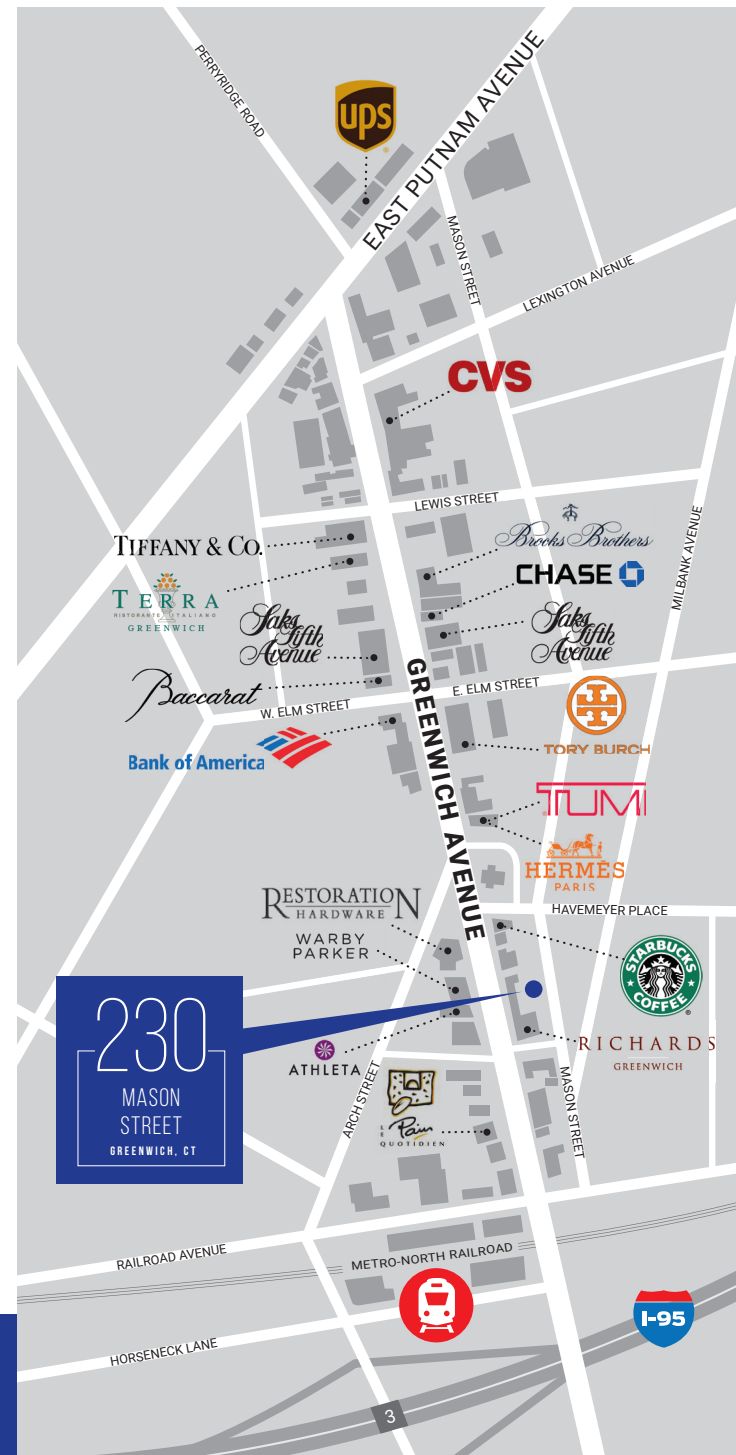 PERRYRIDGE ROAD
ups
EAST PUTNAM AVENUE
MASON STREET
LEXINGTON AVENUE
CVS
LEWIS STREET
TIFFANY & CO.
Brooks Brothers
CHASE
MILBANK AVENUE
TERRA
RISTORANTE ITALIANO
GREENWICH
Saks
Fifth
Avenue
Saks
Fifth
Avenue
Baccarat
W. ELM STREET
E. ELM STREET
GREENWICH AVENUE
Bank of America
TORY BURCH
TUMI
HERMÈS
PARIS
RESTORATION
HARDWARE
HAVEMEYER PLACE
WARBY
PARKER
STARBUCKS
COFFEE
®
230
MASON
STREET
GREENWICH, CT
ATHLETA
RICHARDS
GREENWICH
ARCH STREET
MASON STREET
LE Pain
QUOTIDIEN
RAILROAD AVENUE
METRO-NORTH RAILROAD
I-95
HORSENECK LANE
3